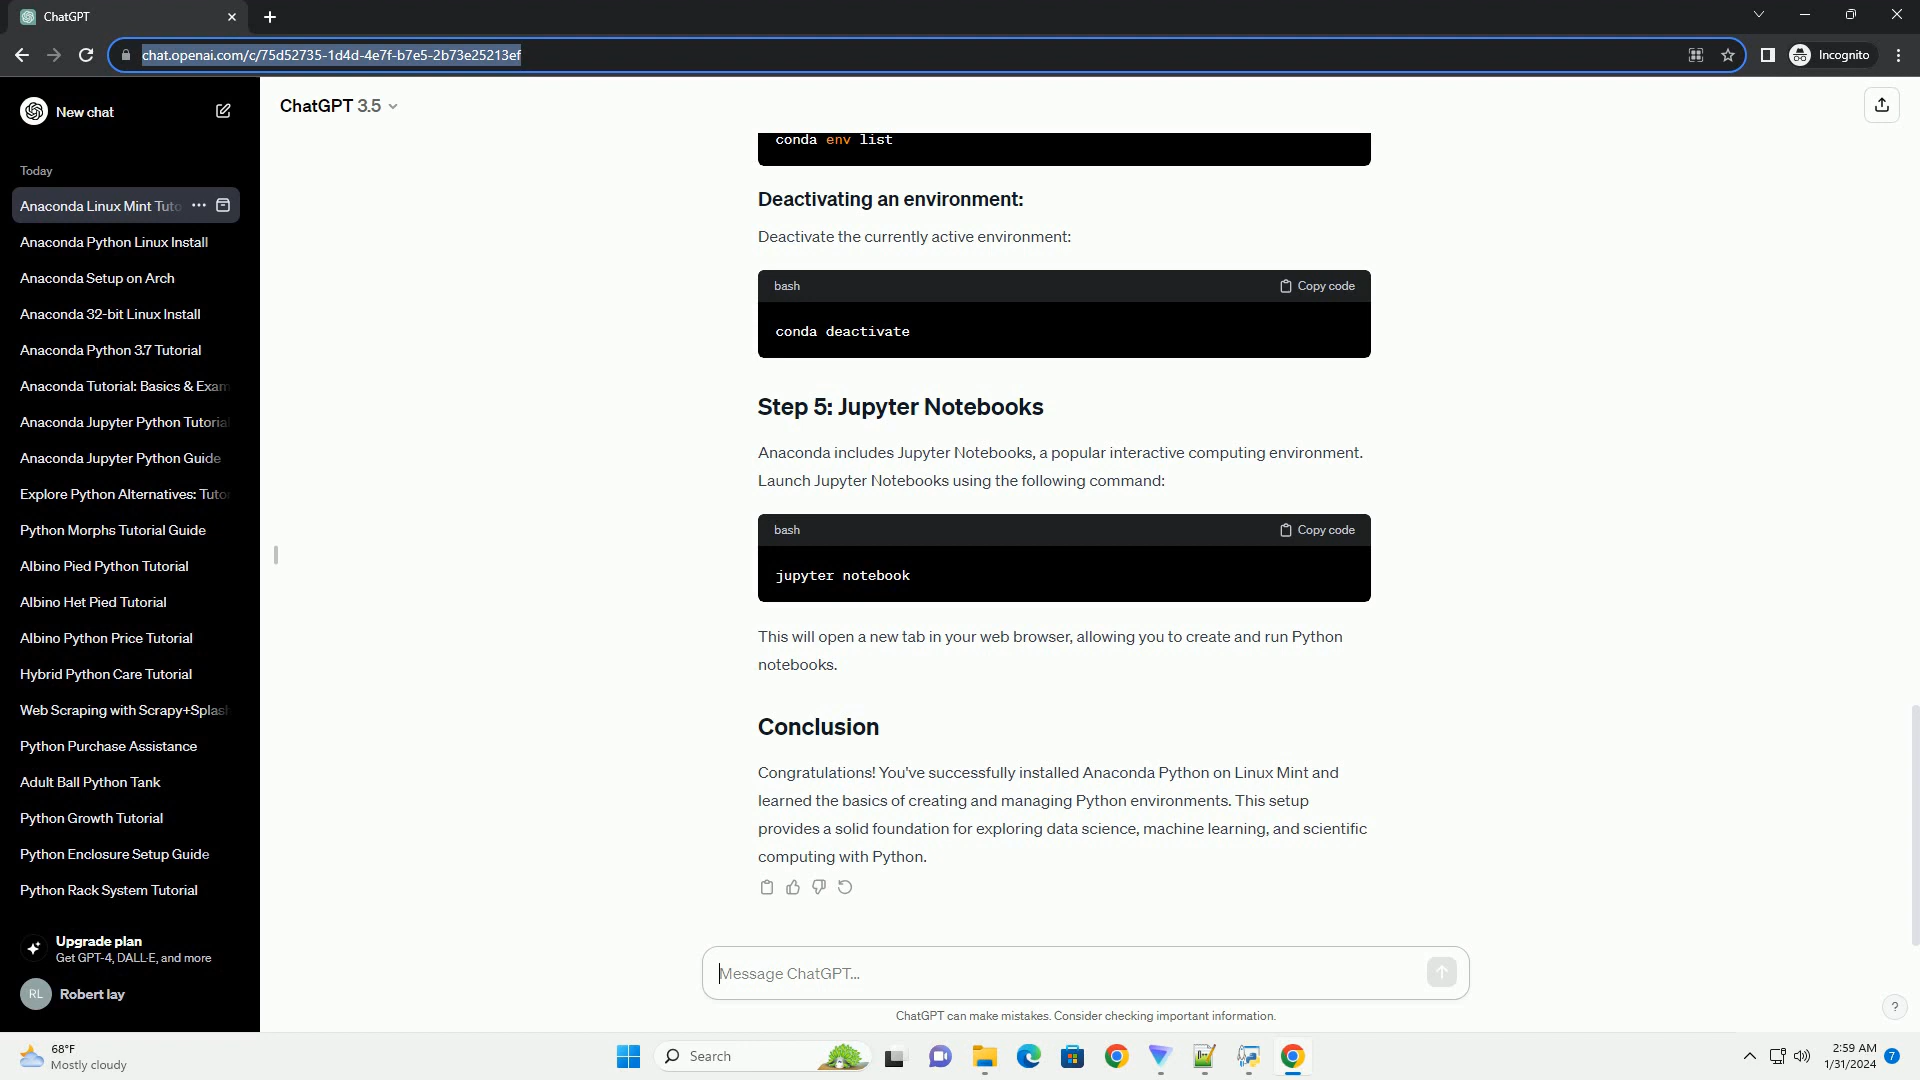 ChatGPT
chat.openai.com/c/75d52735-1d4d-4e7f-b7e5-2b73e25213ef
Incognito
New chat
ChatGPT 3.5
Today
Anaconda Linux Mint Tuto
Anaconda Python Linux Install
Anaconda Setup on Arch
Anaconda 32-bit Linux Install
Anaconda Python 3.7 Tutorial
Anaconda Tutorial: Basics & Exam
Anaconda Jupyter Python Tutorial
Anaconda Jupyter Python Guide
Explore Python Alternatives: Tutor
Python Morphs Tutorial Guide
Albino Pied Python Tutorial
Albino Het Pied Tutorial
Albino Python Price Tutorial
Hybrid Python Care Tutorial
Web Scraping with Scrapy+Splash
Python Purchase Assistance
Adult Ball Python Tank
Python Growth Tutorial
Python Enclosure Setup Guide
Python Rack System Tutorial
Upgrade plan
Get GPT-4, DALL·E, and more
RL
Robert lay
conda env list
Deactivating an environment:
Deactivate the currently active environment:
bash
Copy code
conda deactivate
Step 5: Jupyter Notebooks
Anaconda includes Jupyter Notebooks, a popular interactive computing environment.
Launch Jupyter Notebooks using the following command:
bash
Copy code
jupyter notebook
This will open a new tab in your web browser, allowing you to create and run Python
notebooks.
Conclusion
Congratulations! You've successfully installed Anaconda Python on Linux Mint and
learned the basics of creating and managing Python environments. This setup
provides a solid foundation for exploring data science, machine learning, and scientific
computing with Python.
Message ChatGPT...
ChatGPT can make mistakes. Consider checking important information.
?
68°F
Mostly cloudy
Search
2:59 AM
1/31/2024
7